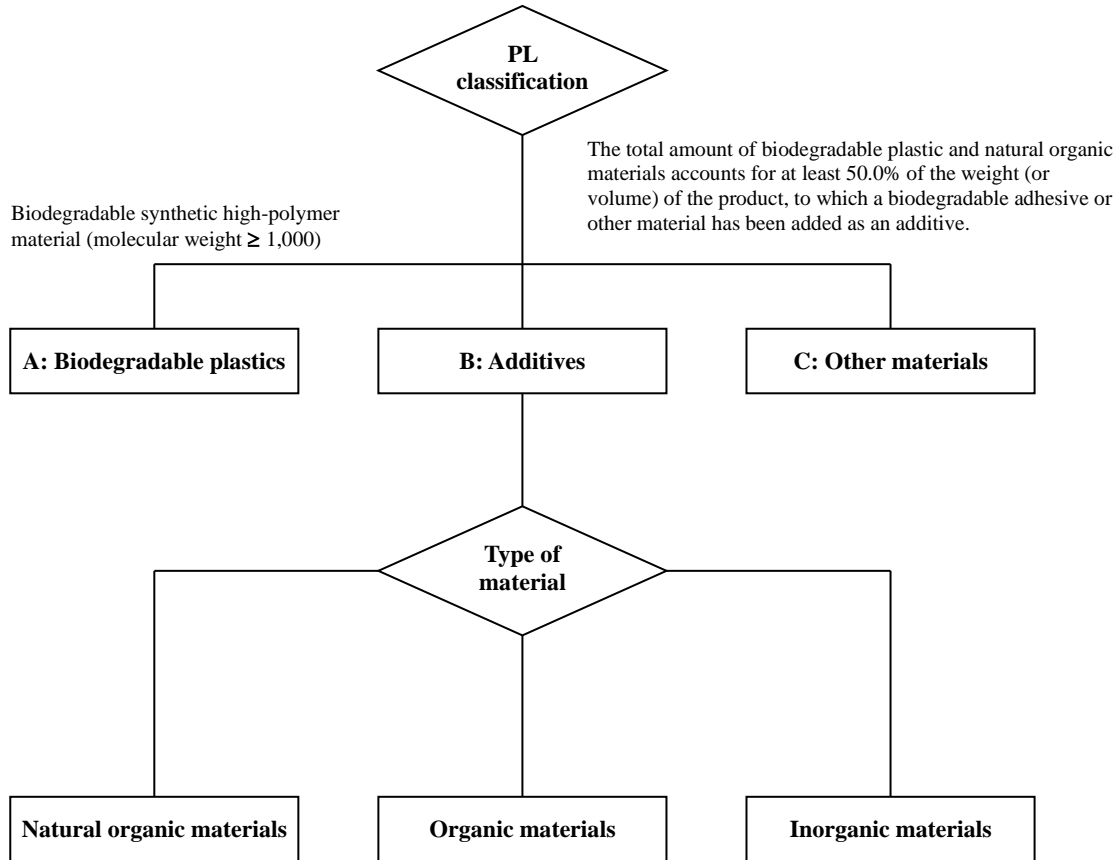 PL
classification
The total amount of biodegradable plastic and natural organic
materials accounts for at least 50.0% of the weight (or
volume) of the product, to which a biodegradable adhesive or
other material has been added as an additive.
Biodegradable synthetic high-polymer
material (molecular weight ≥ 1,000)
A: Biodegradable plastics
B: Additives
C: Other materials
Type of
material
Natural organic materials
Organic materials
Inorganic materials